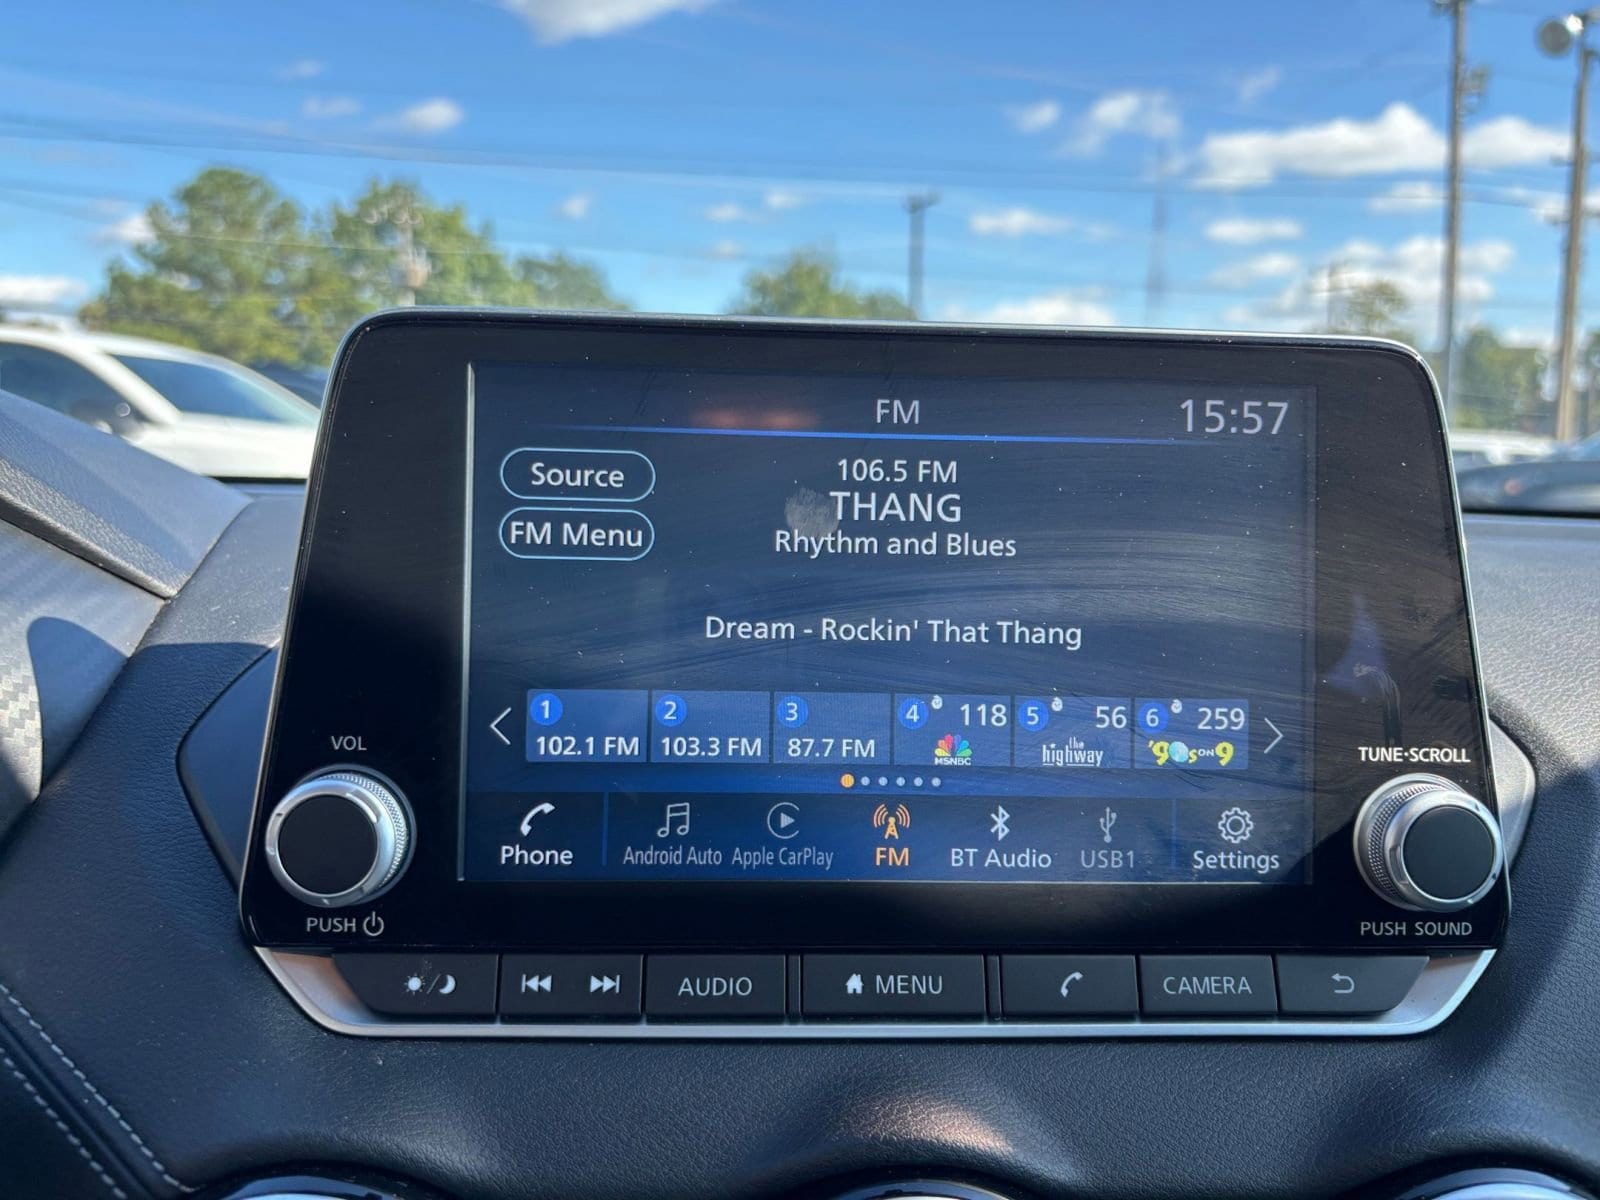 FM
15:57
Source
106.5 FM
THANG
FM Menu
Rhythm and Blues
Dream - Rockin' That Thang
1
102.1 FM
2
103.3 FM
3
87.7 FM
4 118
MSNBC
5 56
the
highway
6 259
'90s ON 9
Phone
Android Auto
Apple CarPlay
FM
BT Audio
USB1
Settings
VOL
PUSH
TUNE·SCROLL
PUSH SOUND
AUDIO
MENU
CAMERA